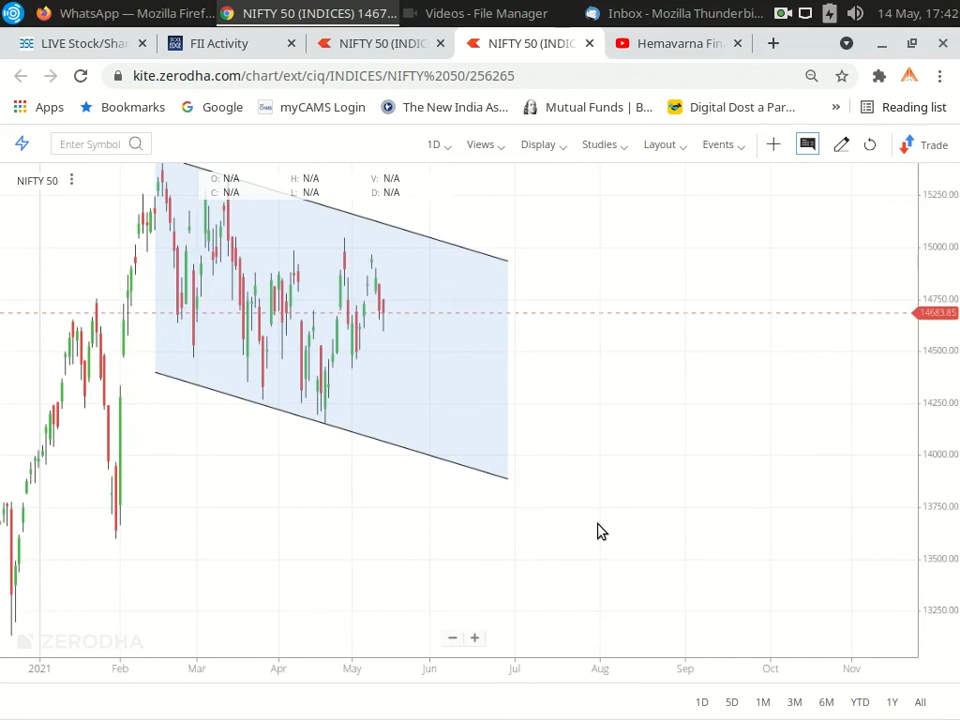 WhatsApp — Mozilla Firef... NIFTY 50 (INDICES) 1467... Videos - File Manager Inbox - Mozilla Thunderbi... 14 May, 17:42
LIVE Stock/Shar FII Activity NIFTY 50 (INDIC NIFTY 50 (INDIC Hemavarna Fin
kite.zerodha.com/chart/ext/ciq/INDICES/NIFTY%2050/256265
Apps Bookmarks Google myCAMS Login The New India As... Mutual Funds | B... Digital Dost a Par... » Reading list
Enter Symbol 1D Views Display Studies Layout Events Trade
NIFTY 50
O: N/A H: N/A V: N/A
C: N/A L: N/A D: N/A
15250.00
15000.00
14750.00
14683.85
14500.00
14250.00
14000.00
13750.00
13500.00
13250.00
ZERODHA
2021 Feb Mar Apr May Jun Jul Aug Sep Oct Nov
1D 5D 1M 3M 6M YTD 1Y All